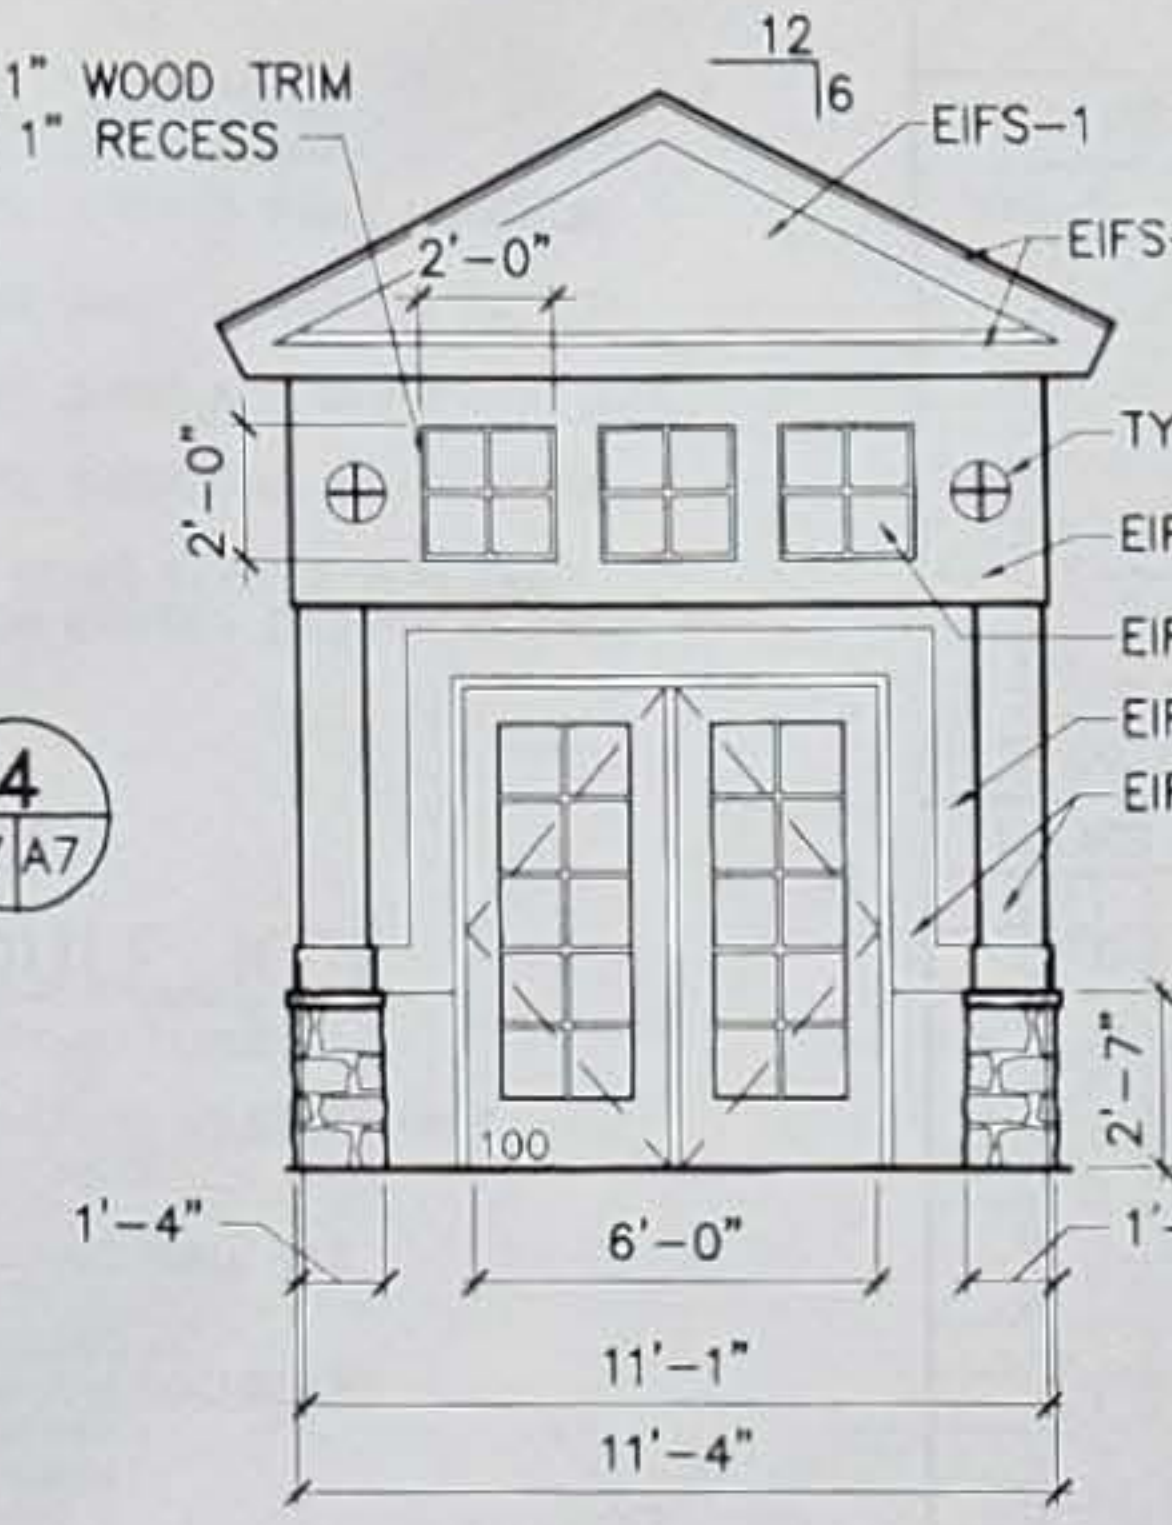 12
6
1" WOOD TRIM
1" RECESS
EIFS-1
EIFS-
2'-0"
2'-0"
4
A7
100
2'-7"
1'-4"
6'-0"
11'-1"
11'-4"